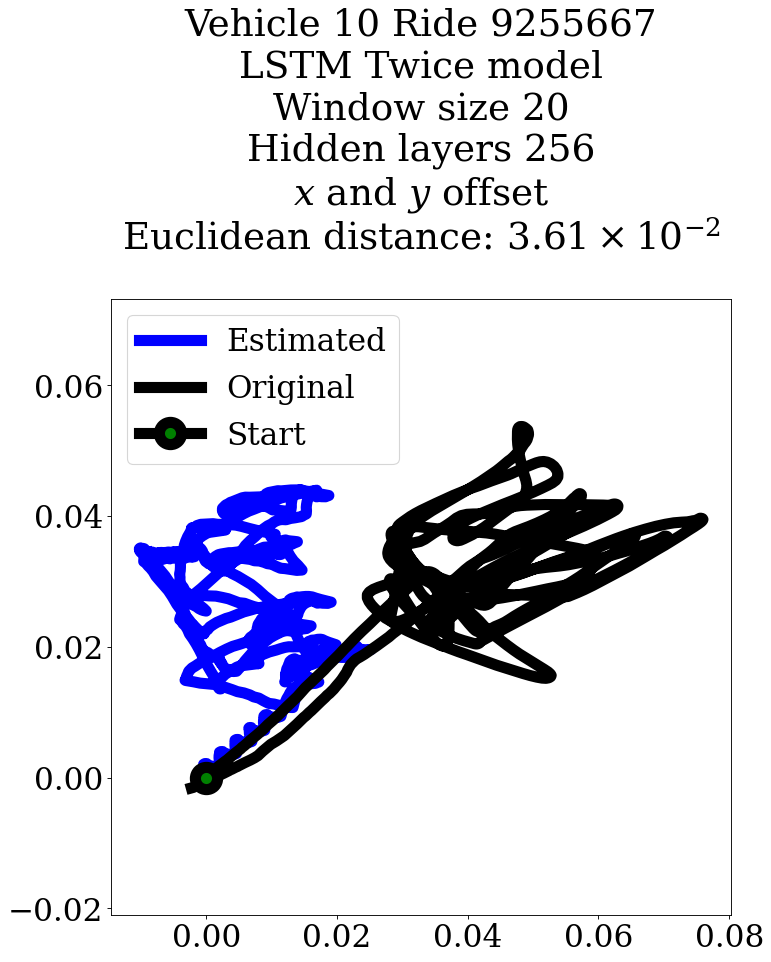 Vehicle 10 Ride 9255667
LSTM Twice model
Window size 20
Hidden layers 256
x and y offset
Euclidean distance: 3.61 × 10⁻²
Estimated
Original
Start
0.06
0.04
0.02
0.00
−0.02
0.00 0.02 0.04 0.06 0.08